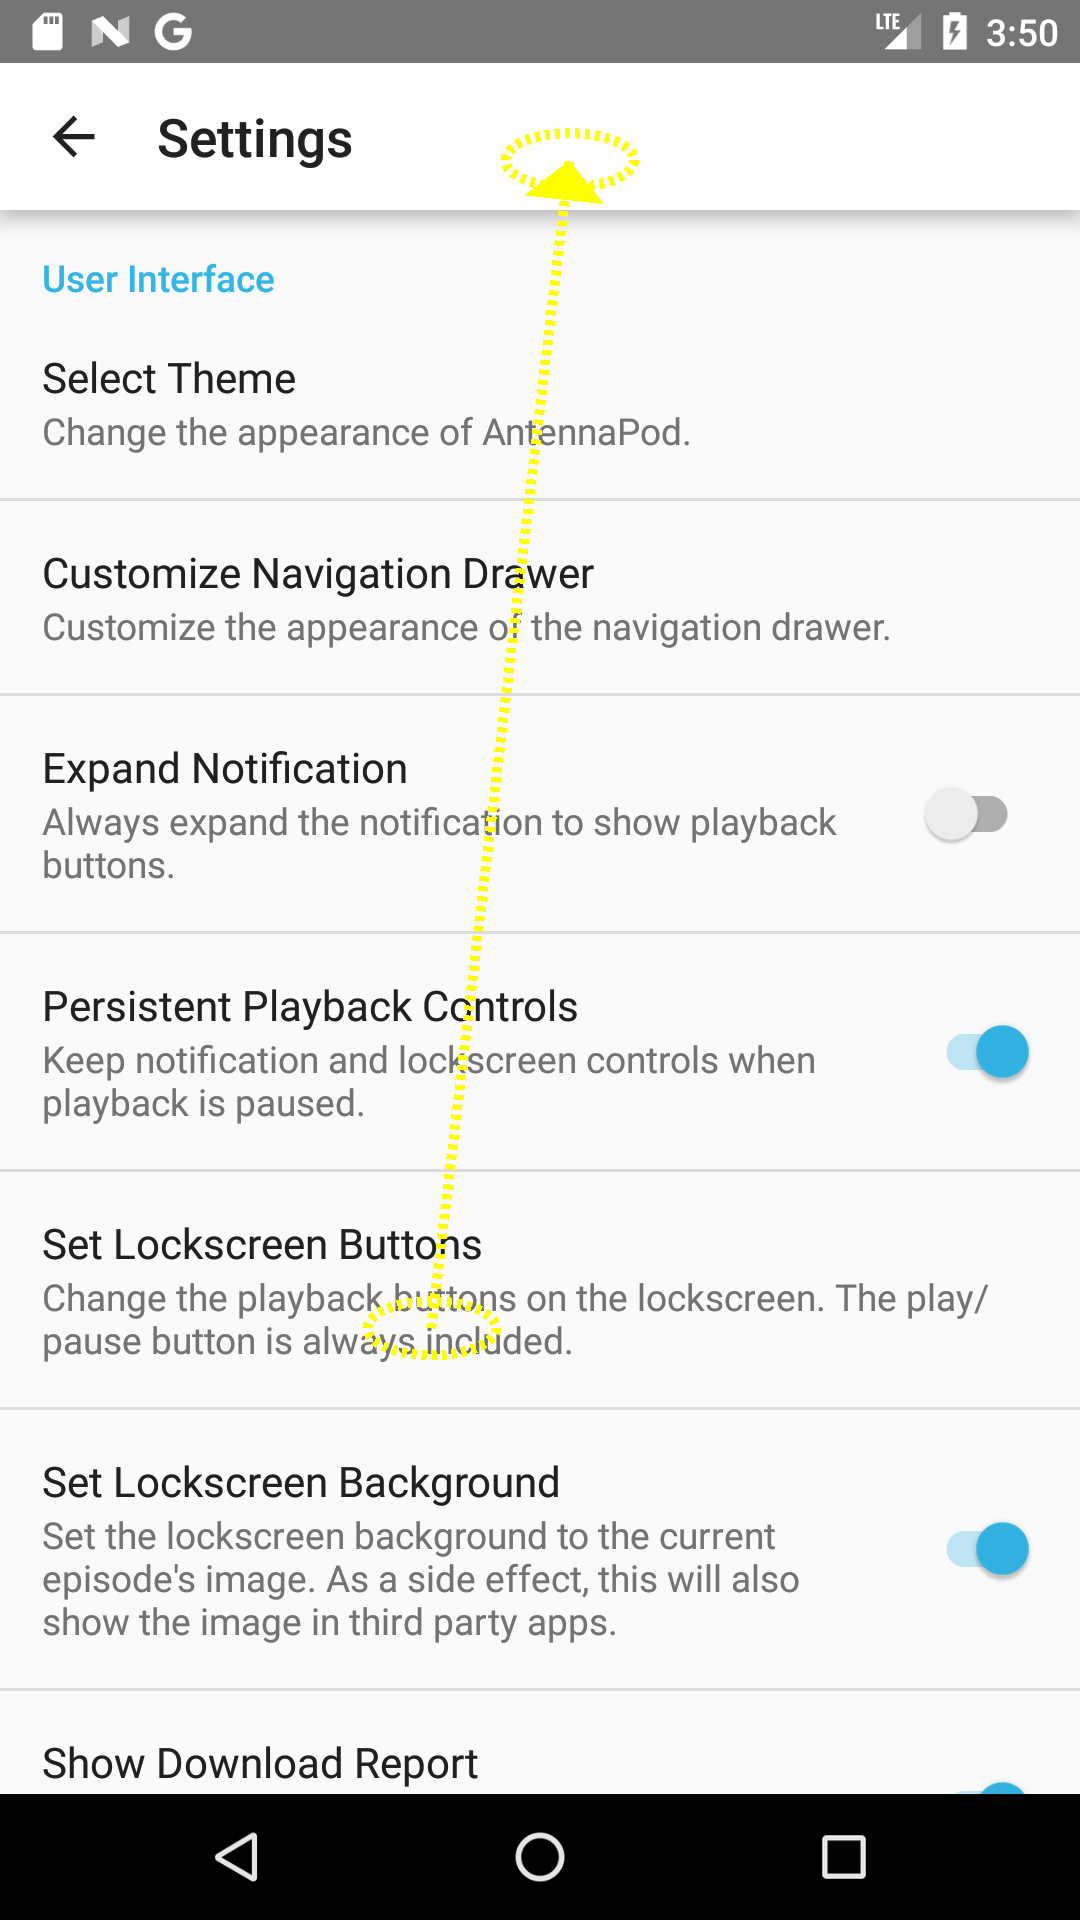 LTE 3:50
Settings
User Interface
Select Theme
Change the appearance of AntennaPod.
Customize Navigation Drawer
Customize the appearance of the navigation drawer.
Expand Notification
Always expand the notification to show playback
buttons.
Persistent Playback Controls
Keep notification and lockscreen controls when
playback is paused.
Set Lockscreen Buttons
Change the playback buttons on the lockscreen. The play/
pause button is always included.
Set Lockscreen Background
Set the lockscreen background to the current
episode's image. As a side effect, this will also
show the image in third party apps.
Show Download Report